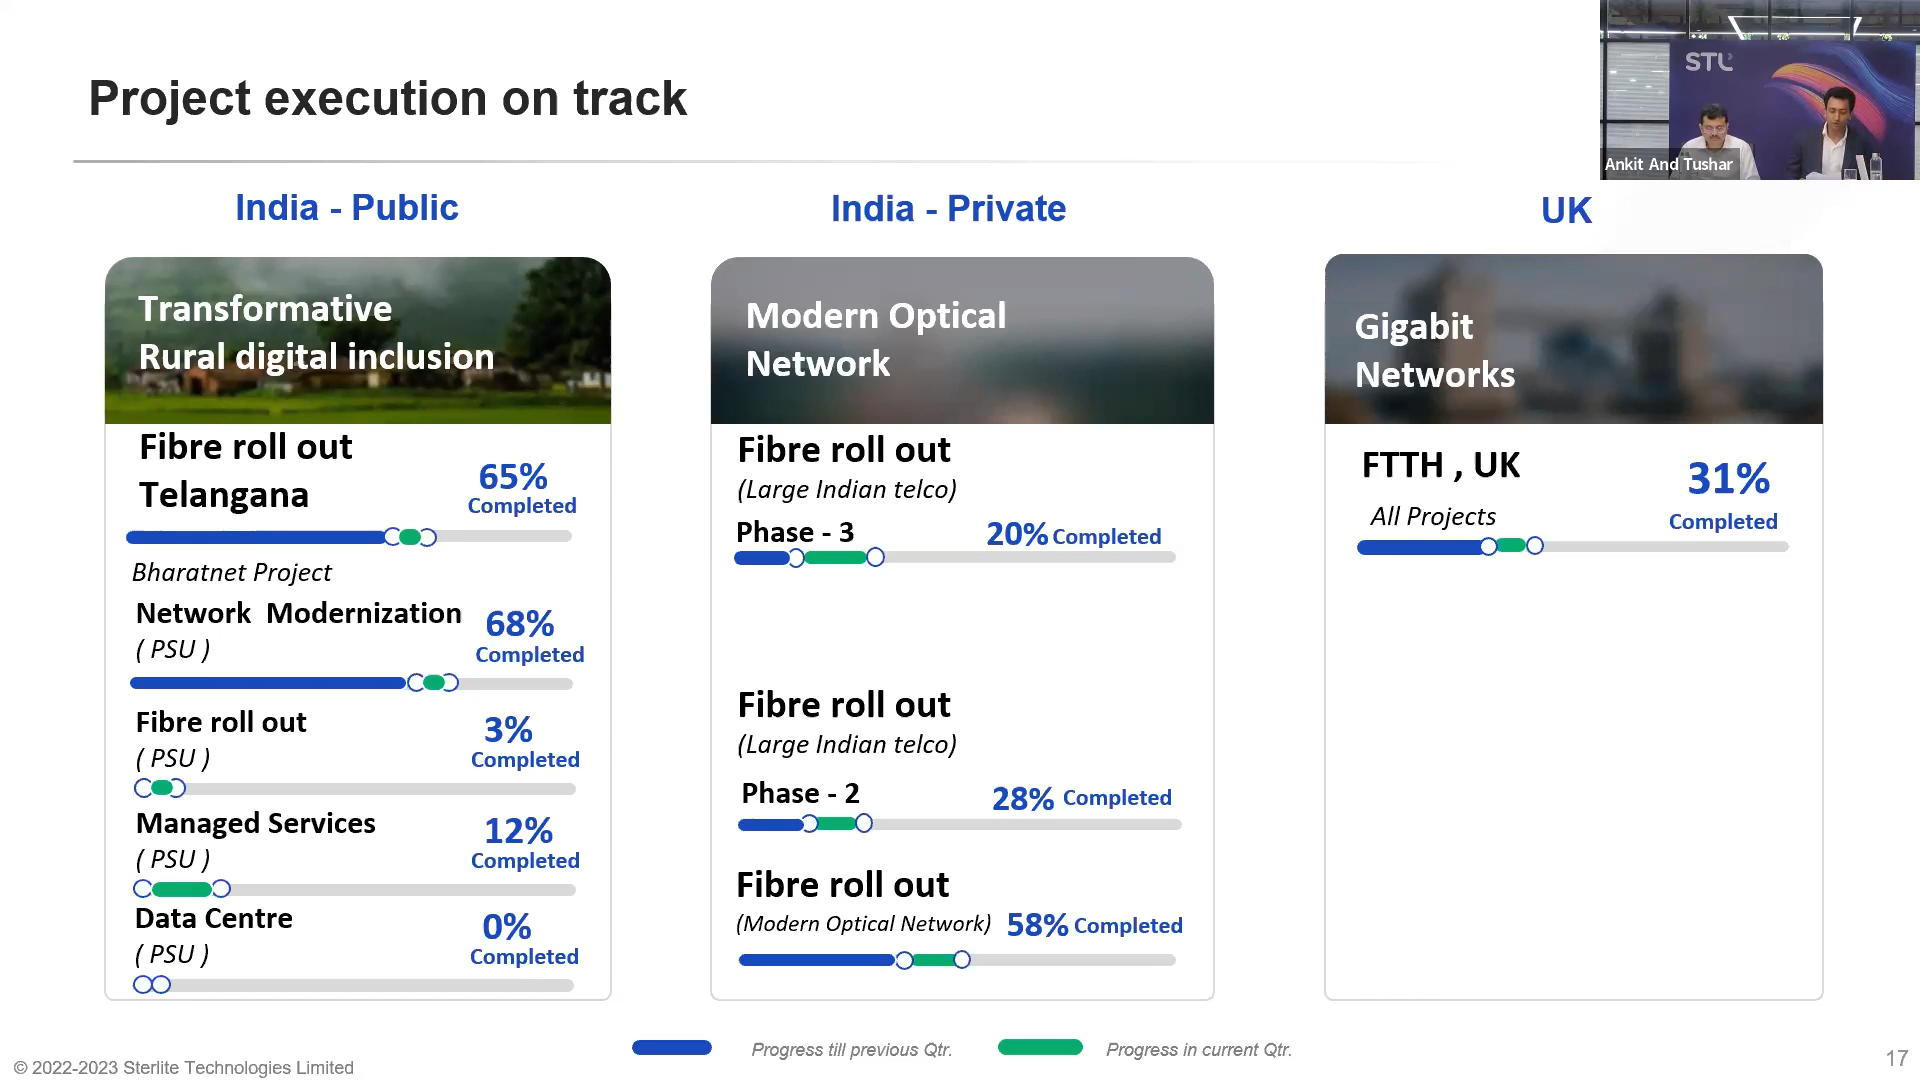 Project execution on track
STL
Ankit And Tushar
India - Public
Transformative
Rural digital inclusion
Fibre roll out
Telangana
65%
Completed
Bharatnet Project
Network Modernization
( PSU )
68%
Completed
Fibre roll out
( PSU )
3%
Completed
Managed Services
( PSU )
12%
Completed
Data Centre
( PSU )
0%
Completed
India - Private
Modern Optical
Network
Fibre roll out
(Large Indian telco)
Phase - 3 20% Completed
Fibre roll out
(Large Indian telco)
Phase - 2 28% Completed
Fibre roll out
(Modern Optical Network) 58% Completed
UK
Gigabit
Networks
FTTH , UK
All Projects
31%
Completed
Progress till previous Qtr. Progress in current Qtr.
© 2022-2023 Sterlite Technologies Limited
17